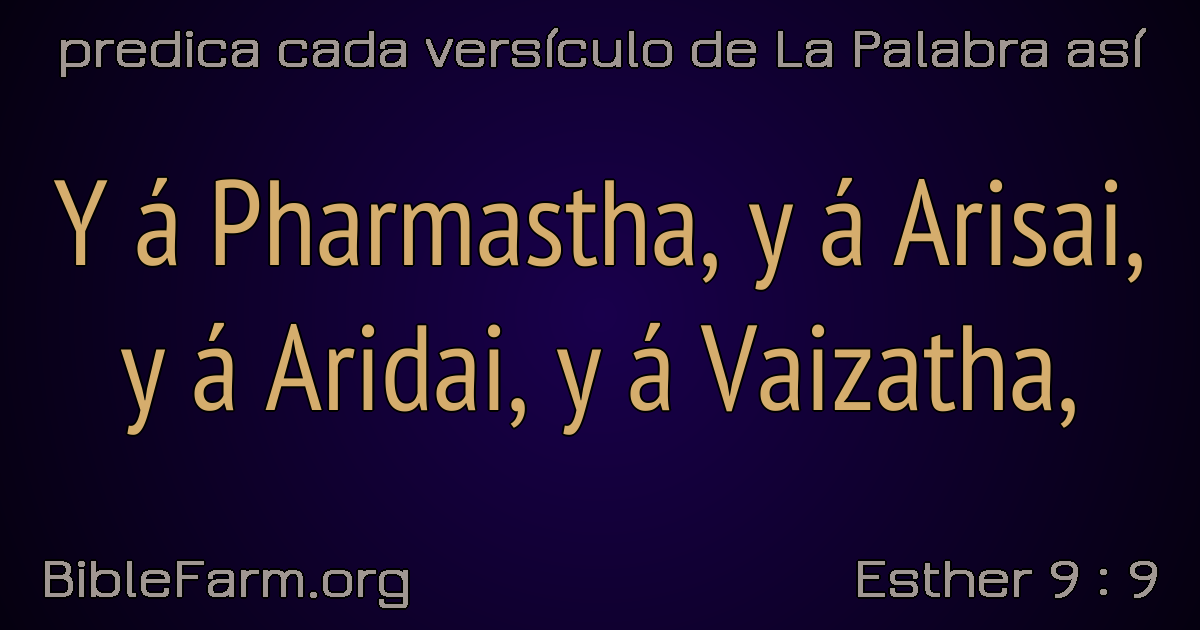 predica cada versículo de La Palabra así
Y á Pharmastha, y á Arisai,
y á Aridai, y á Vaizatha,
BibleFarm.org
Esther 9 : 9